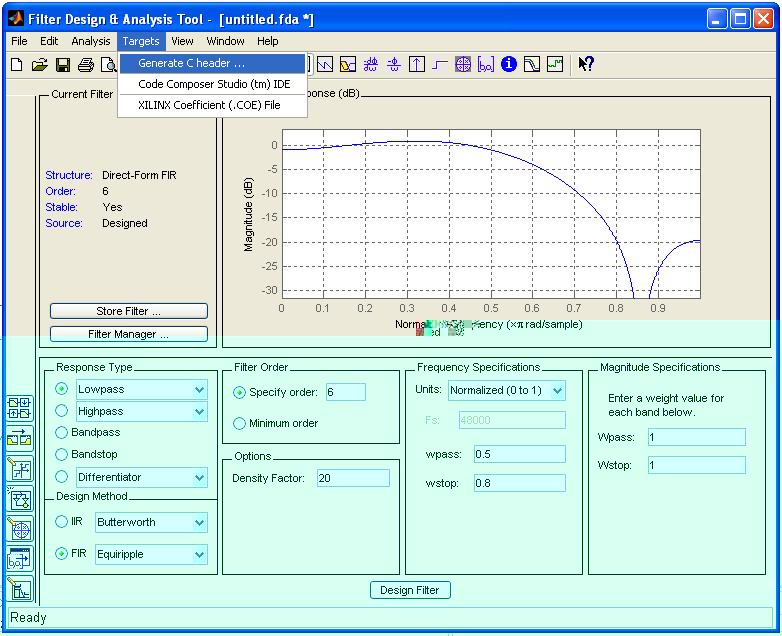 Filter Design & Analysis Tool - [untitled.fda *]
File Edit Analysis Targets View Window Help
Generate C header ...
Code Composer Studio (tm) IDE
XILINX Coefficient (.COE) File
Current Filter
ponse (dB)
Structure: Direct-Form FIR
Order: 6
Stable: Yes
Source: Designed
Store Filter ...
Filter Manager ...
Magnitude (dB)
0
-5
-10
-15
-20
-25
-30
0 0.1 0.2 0.3 0.4 0.5 0.6 0.7 0.8 0.9
(×π rad/sample)
Response Type
Lowpass
Highpass
Bandpass
Bandstop
Differentiator
Design Method
IIR Butterworth
FIR Equiripple
Filter Order
Specify order: 6
Minimum order
Options
Density Factor: 20
Frequency Specifications
Units: Normalized (0 to 1)
Fs: 48000
wpass: 0.5
wstop: 0.8
Magnitude Specifications
Enter a weight value for
each band below.
Wpass: 1
Wstop: 1
Design Filter
Ready